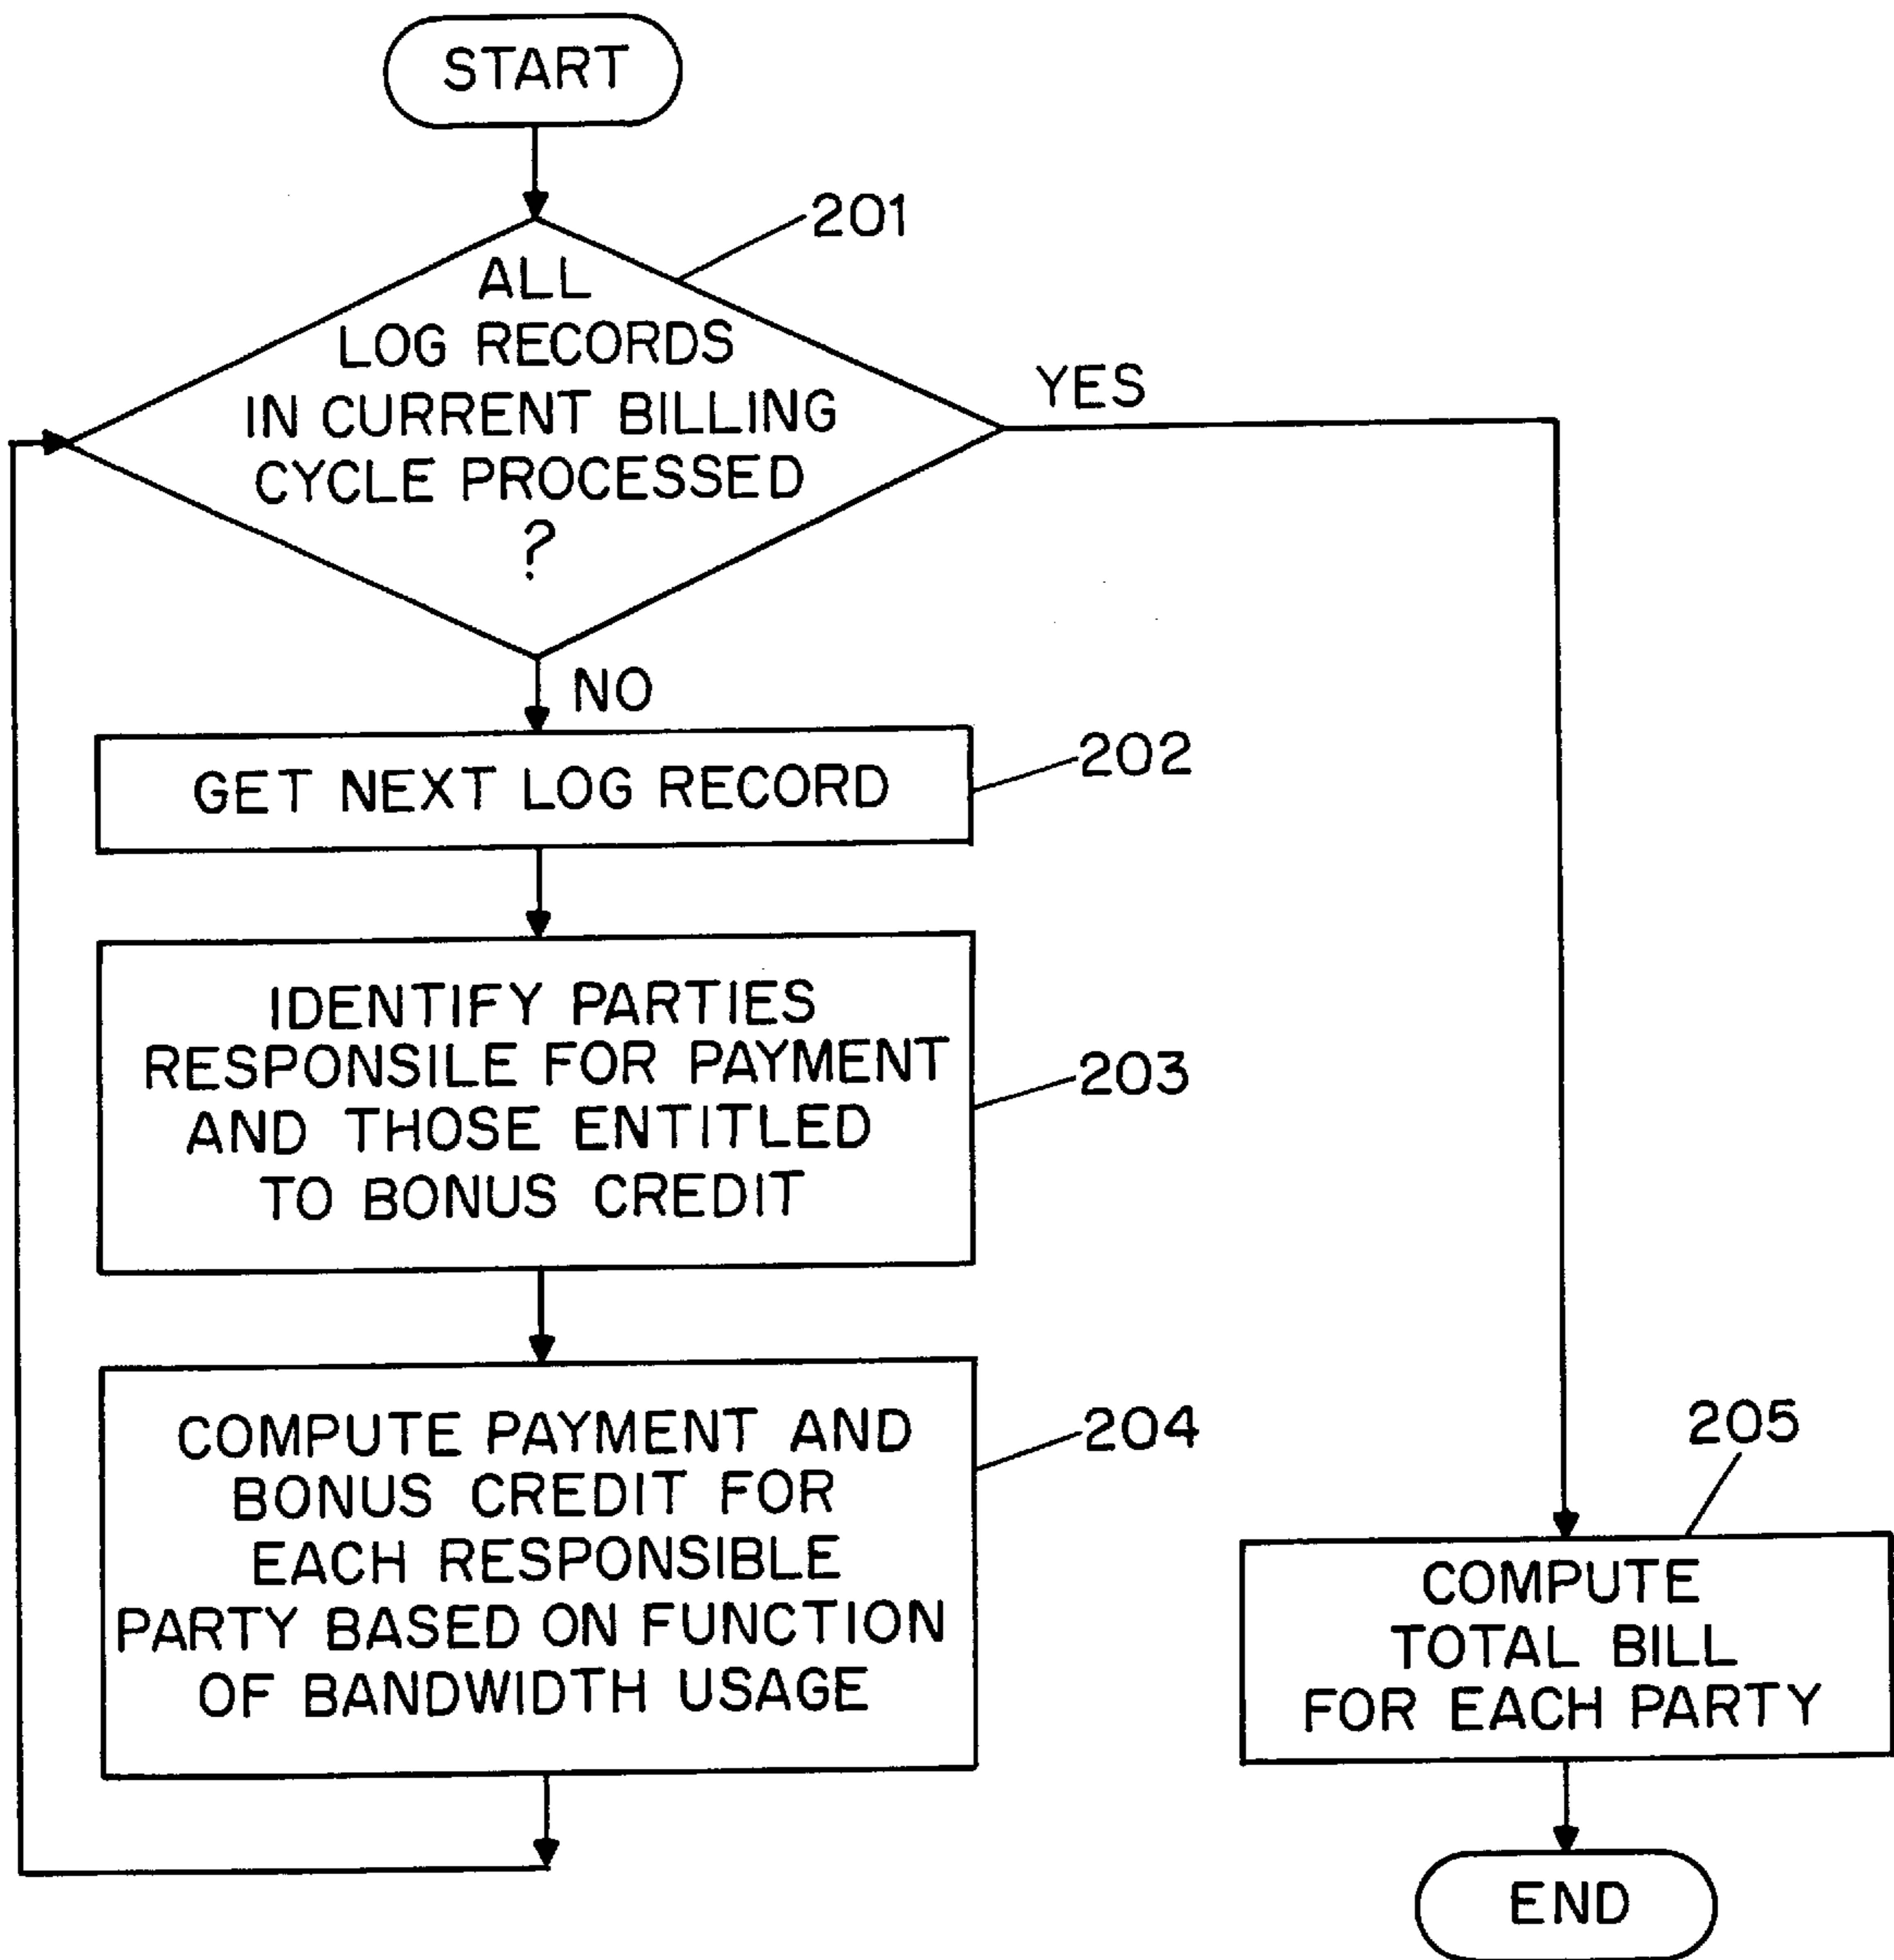 START
201
ALL
LOG RECORDS
IN CURRENT BILLING
CYCLE PROCESSED
?
YES
NO
GET NEXT LOG RECORD
202
IDENTIFY PARTIES
RESPONSILE FOR PAYMENT
AND THOSE ENTITLED
TO BONUS CREDIT
203
COMPUTE PAYMENT AND
BONUS CREDIT FOR
EACH RESPONSIBLE
PARTY BASED ON FUNCTION
OF BANDWIDTH USAGE
204
205
COMPUTE
TOTAL BILL
FOR EACH PARTY
END